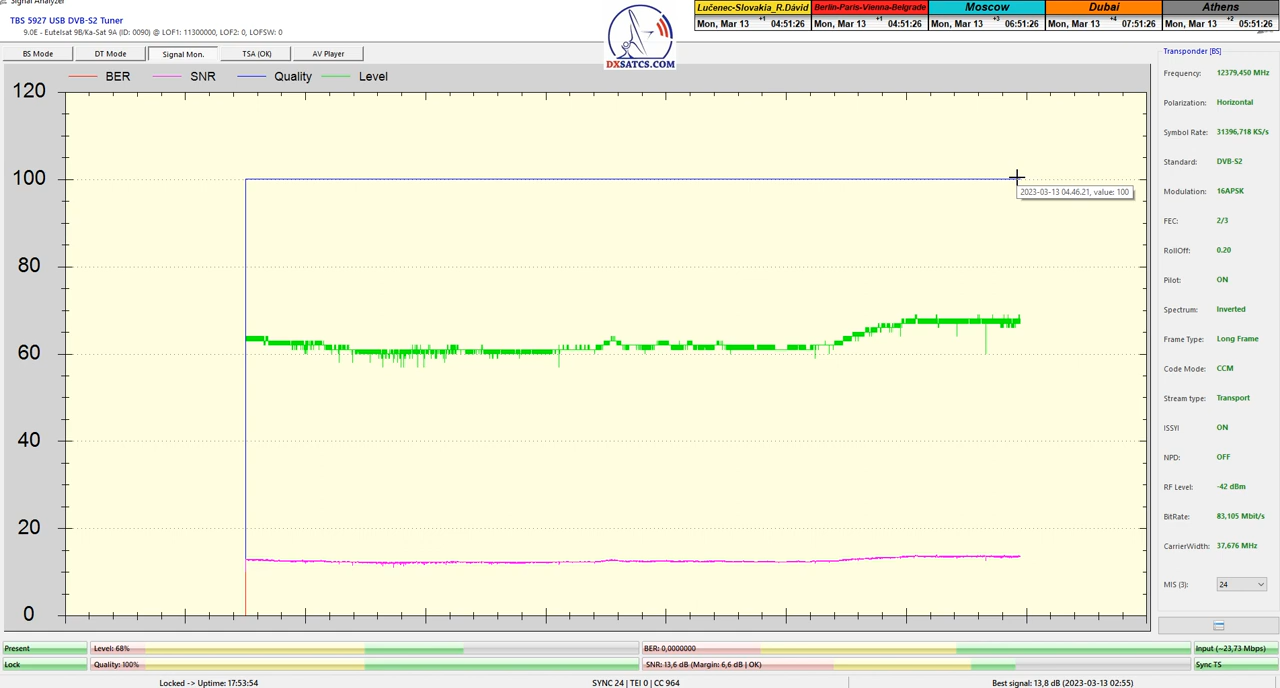 Signal Analyzer
TBS 5927 USB DVB-S2 Tuner
9.0E - Eutelsat 9B/Ka-Sat 9A (ID: 0090) @ LOF1: 11300000, LOF2: 0, LOFSW: 0
DXSATCS.COM
Lučenec-Slovakia_R.Dávid Berlin-Paris-Vienna-Belgrade Moscow Dubai Athens
Mon, Mar 13 +1 04:51:26 Mon, Mar 13 +1 04:51:26 Mon, Mar 13 +3 06:51:26 Mon, Mar 13 +4 07:51:26 Mon, Mar 13 +2 05:51:26
BS Mode DT Mode Signal Mon. TSA (OK) AV Player
BER SNR Quality Level
120
100
80
60
40
20
0
2023-03-13 04.46.21, value: 100
Transponder [BS]
Frequency: 12379,450 MHz
Polarization: Horizontal
Symbol Rate: 31396,718 KS/s
Standard: DVB-S2
Modulation: 16APSK
FEC: 2/3
RollOff: 0.20
Pilot: ON
Spectrum: Inverted
Frame Type: Long Frame
Code Mode: CCM
Stream type: Transport
ISSYI ON
NPD: OFF
RF Level: -42 dBm
BitRate: 83,105 Mbit/s
CarrierWidth: 37,676 MHz
MIS (3): 24
Present Level: 68% BER: 0,0000000 Input (~23,73 Mbps)
Lock Quality: 100% SNR: 13,6 dB (Margin: 6,6 dB | OK) Sync TS
Locked -> Uptime: 17:53:54 SYNC 24 | TEI 0 | CC 964 Best signal: 13,8 dB (2023-03-13 02:55)